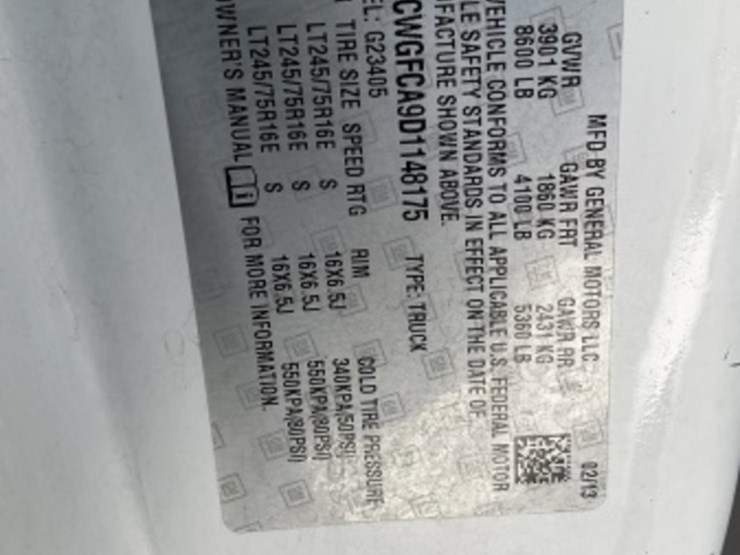 MFD BY GENERAL MOTORS LLC 02/13
GVWR GAWR FRT GAWR RR
3901 KG 1860 KG 2431 KG
8600 LB 4100 LB 5360 LB
VEHICLE CONFORMS TO ALL APPLICABLE U.S. FEDERAL MOTOR
LE SAFETY STANDARDS IN EFFECT ON THE DATE OF
FACTURE SHOWN ABOVE.
CWGFCA9D1148175 TYPE: TRUCK
EL: G23405
TIRE SIZE SPEED RTG RIM COLD TIRE PRESSURE
LT245/75R16E S 16X6.5J 340KPA(50PSI)
LT245/75R16E S 16X6.5J 550KPA(80PSI)
LT245/75R16E S 16X6.5J 550KPA(80PSI)
OWNER'S MANUAL FOR MORE INFORMATION.